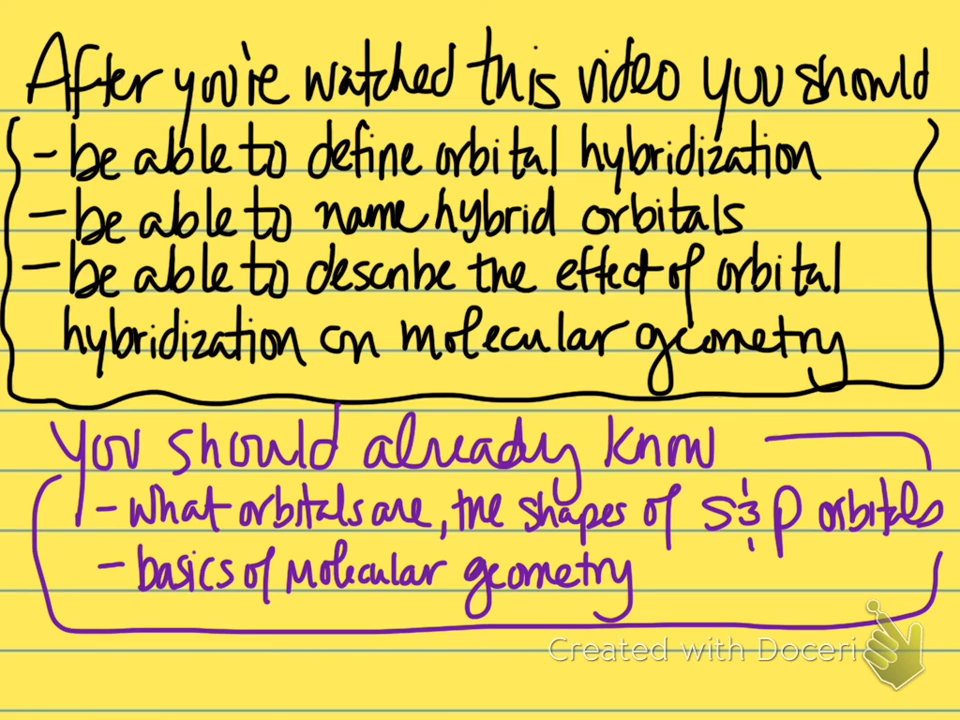 After you've watched this video you should
- be able to define orbital hybridization
- be able to name hybrid orbitals
- be able to describe the effect of orbital
hybridization on molecular geometry
You should already know
- what orbitals are, the shapes of s & p orbitals
- basics of molecular geometry
Created with Doceri